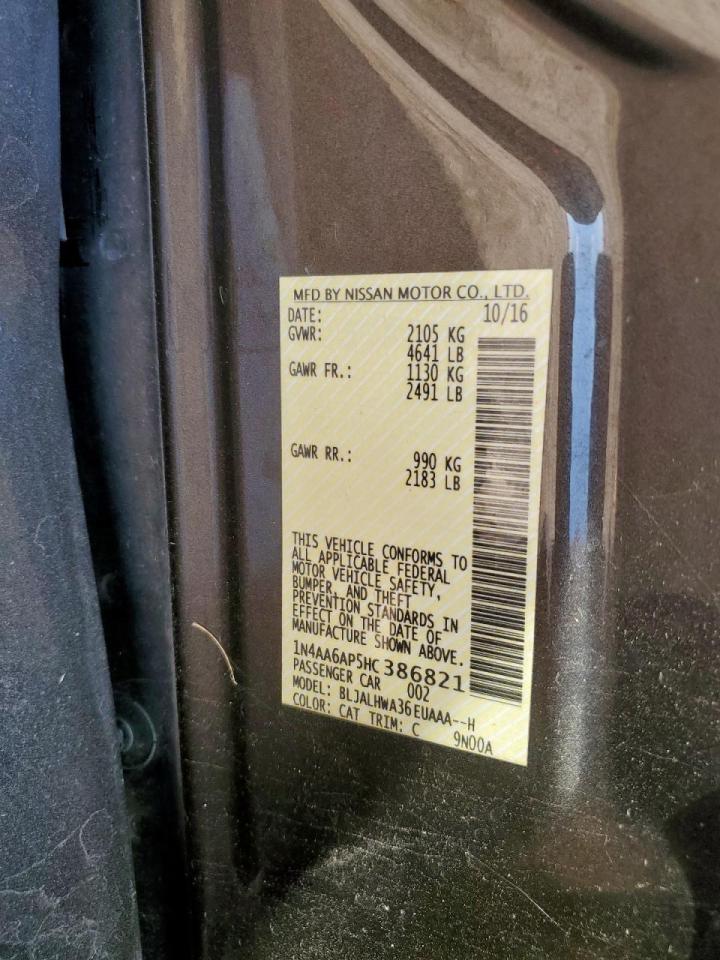 MFD BY NISSAN MOTOR CO., LTD.
DATE: 10/16
GVWR: 2105 KG
4641 LB
GAWR FR.: 1130 KG
2491 LB
GAWR RR.: 990 KG
2183 LB
THIS VEHICLE CONFORMS TO
ALL APPLICABLE FEDERAL
MOTOR VEHICLE SAFETY,
BUMPER, AND THEFT
PREVENTION STANDARDS IN
EFFECT ON THE DATE OF
MANUFACTURE SHOWN ABOVE.
1N4AA6AP5HC386821
PASSENGER CAR 002
MODEL: BLJALHWA36EUAAA--H
COLOR: CAT TRIM: C 9N00A